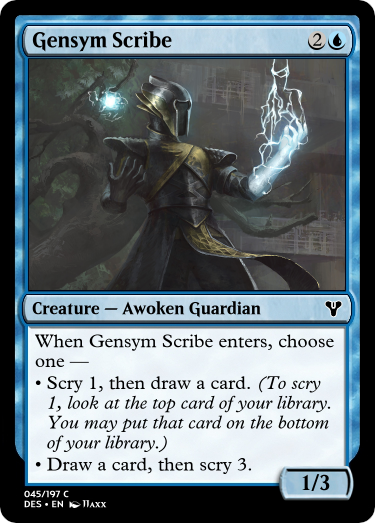 Gensym Scribe 2
Creature — Awoken Guardian
When Gensym Scribe enters, choose
one —
• Scry 1, then draw a card. (To scry
1, look at the top card of your library.
You may put that card on the bottom
of your library.)
• Draw a card, then scry 3.
1/3
045/197 C
DES • EN